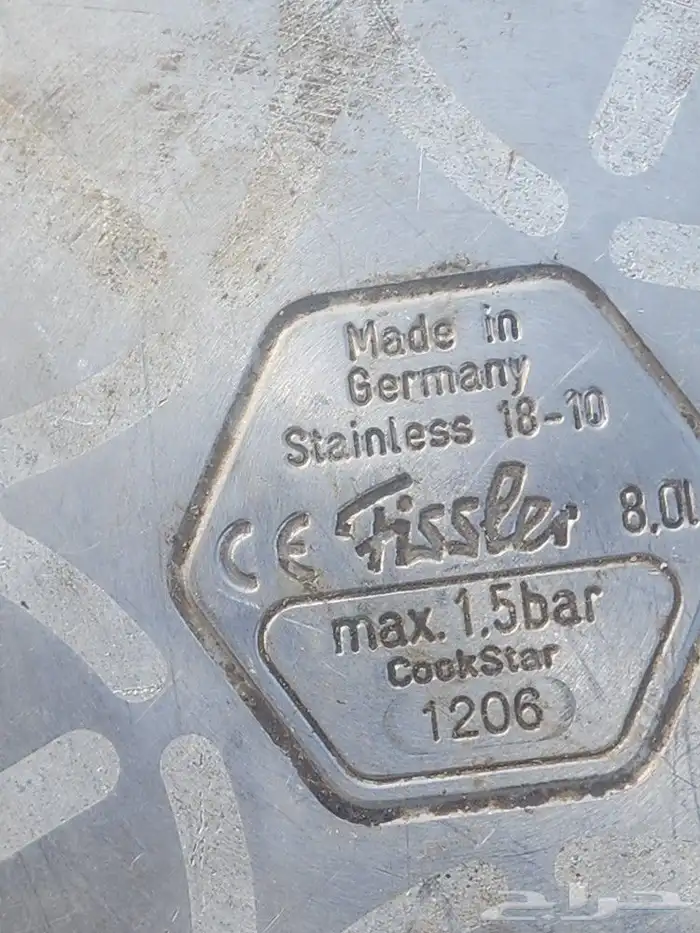 Made in
Germany
Stainless 18-10
CE Fissler 8,0L
max. 1.5bar
CookStar
1206
حراج